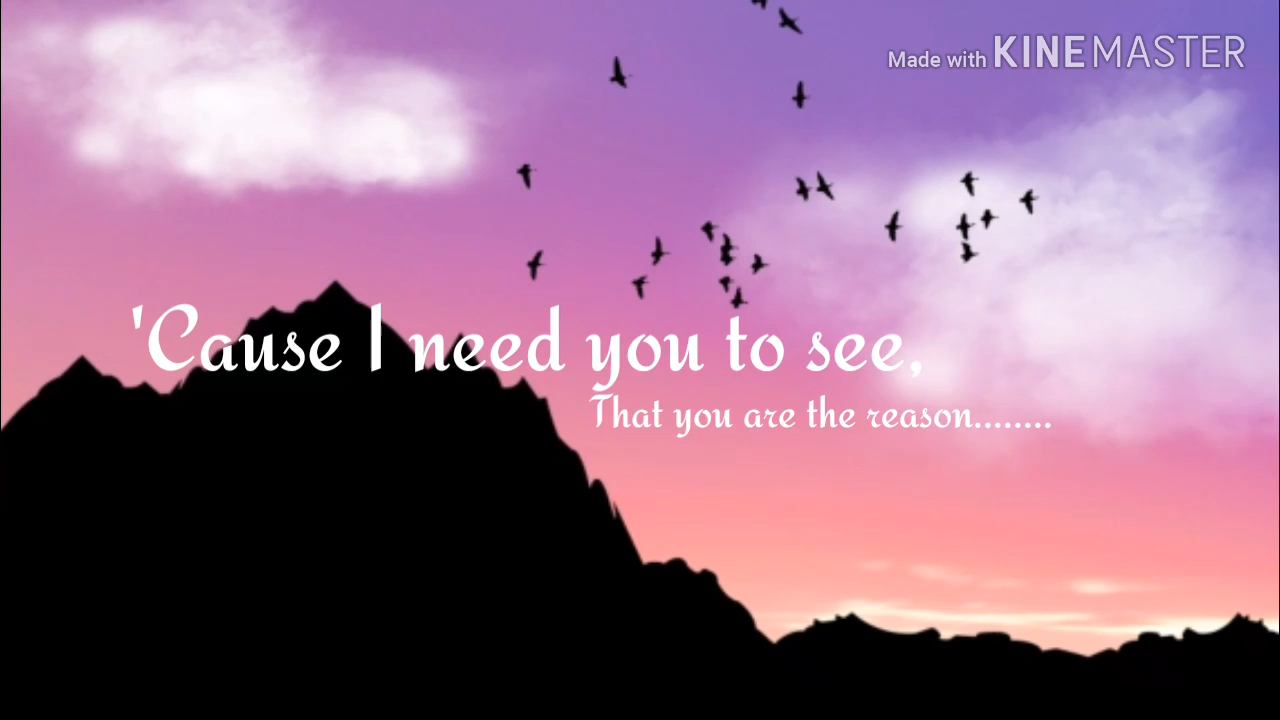 Made with KINEMASTER
'Cause I need you to see,
That you are the reason........